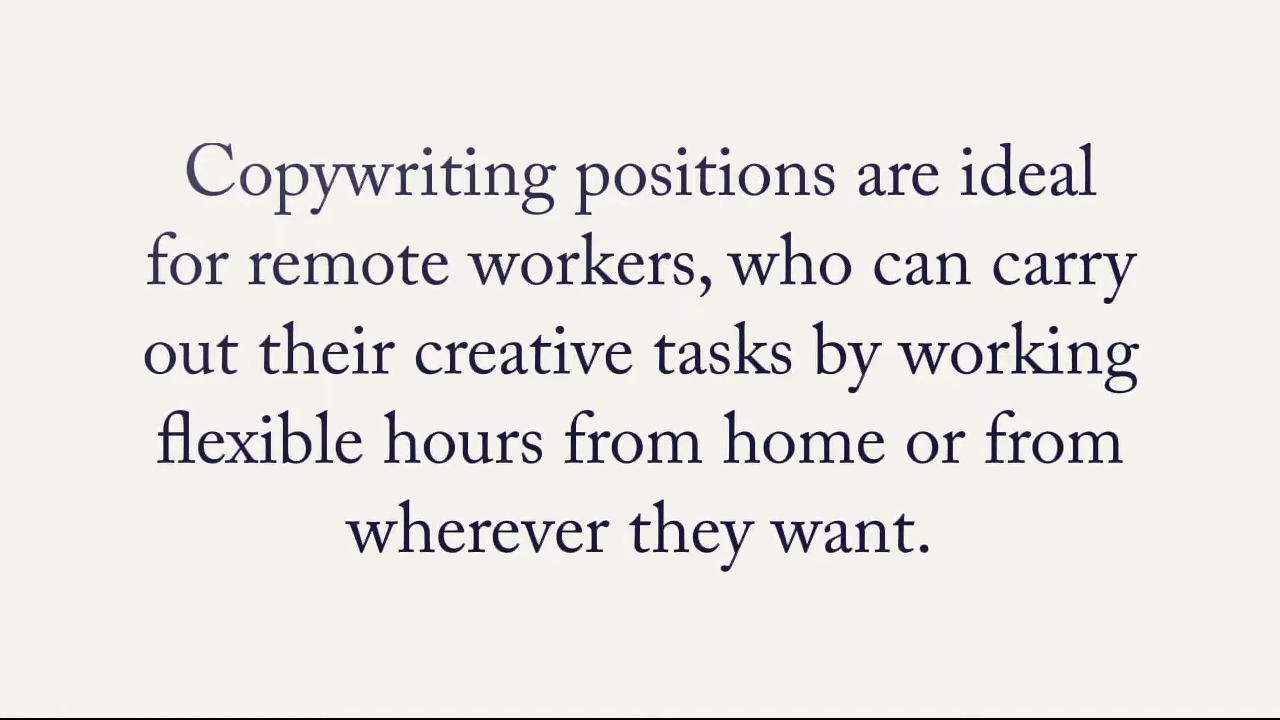 Copywriting positions are ideal
for remote workers, who can carry
out their creative tasks by working
flexible hours from home or from
wherever they want.